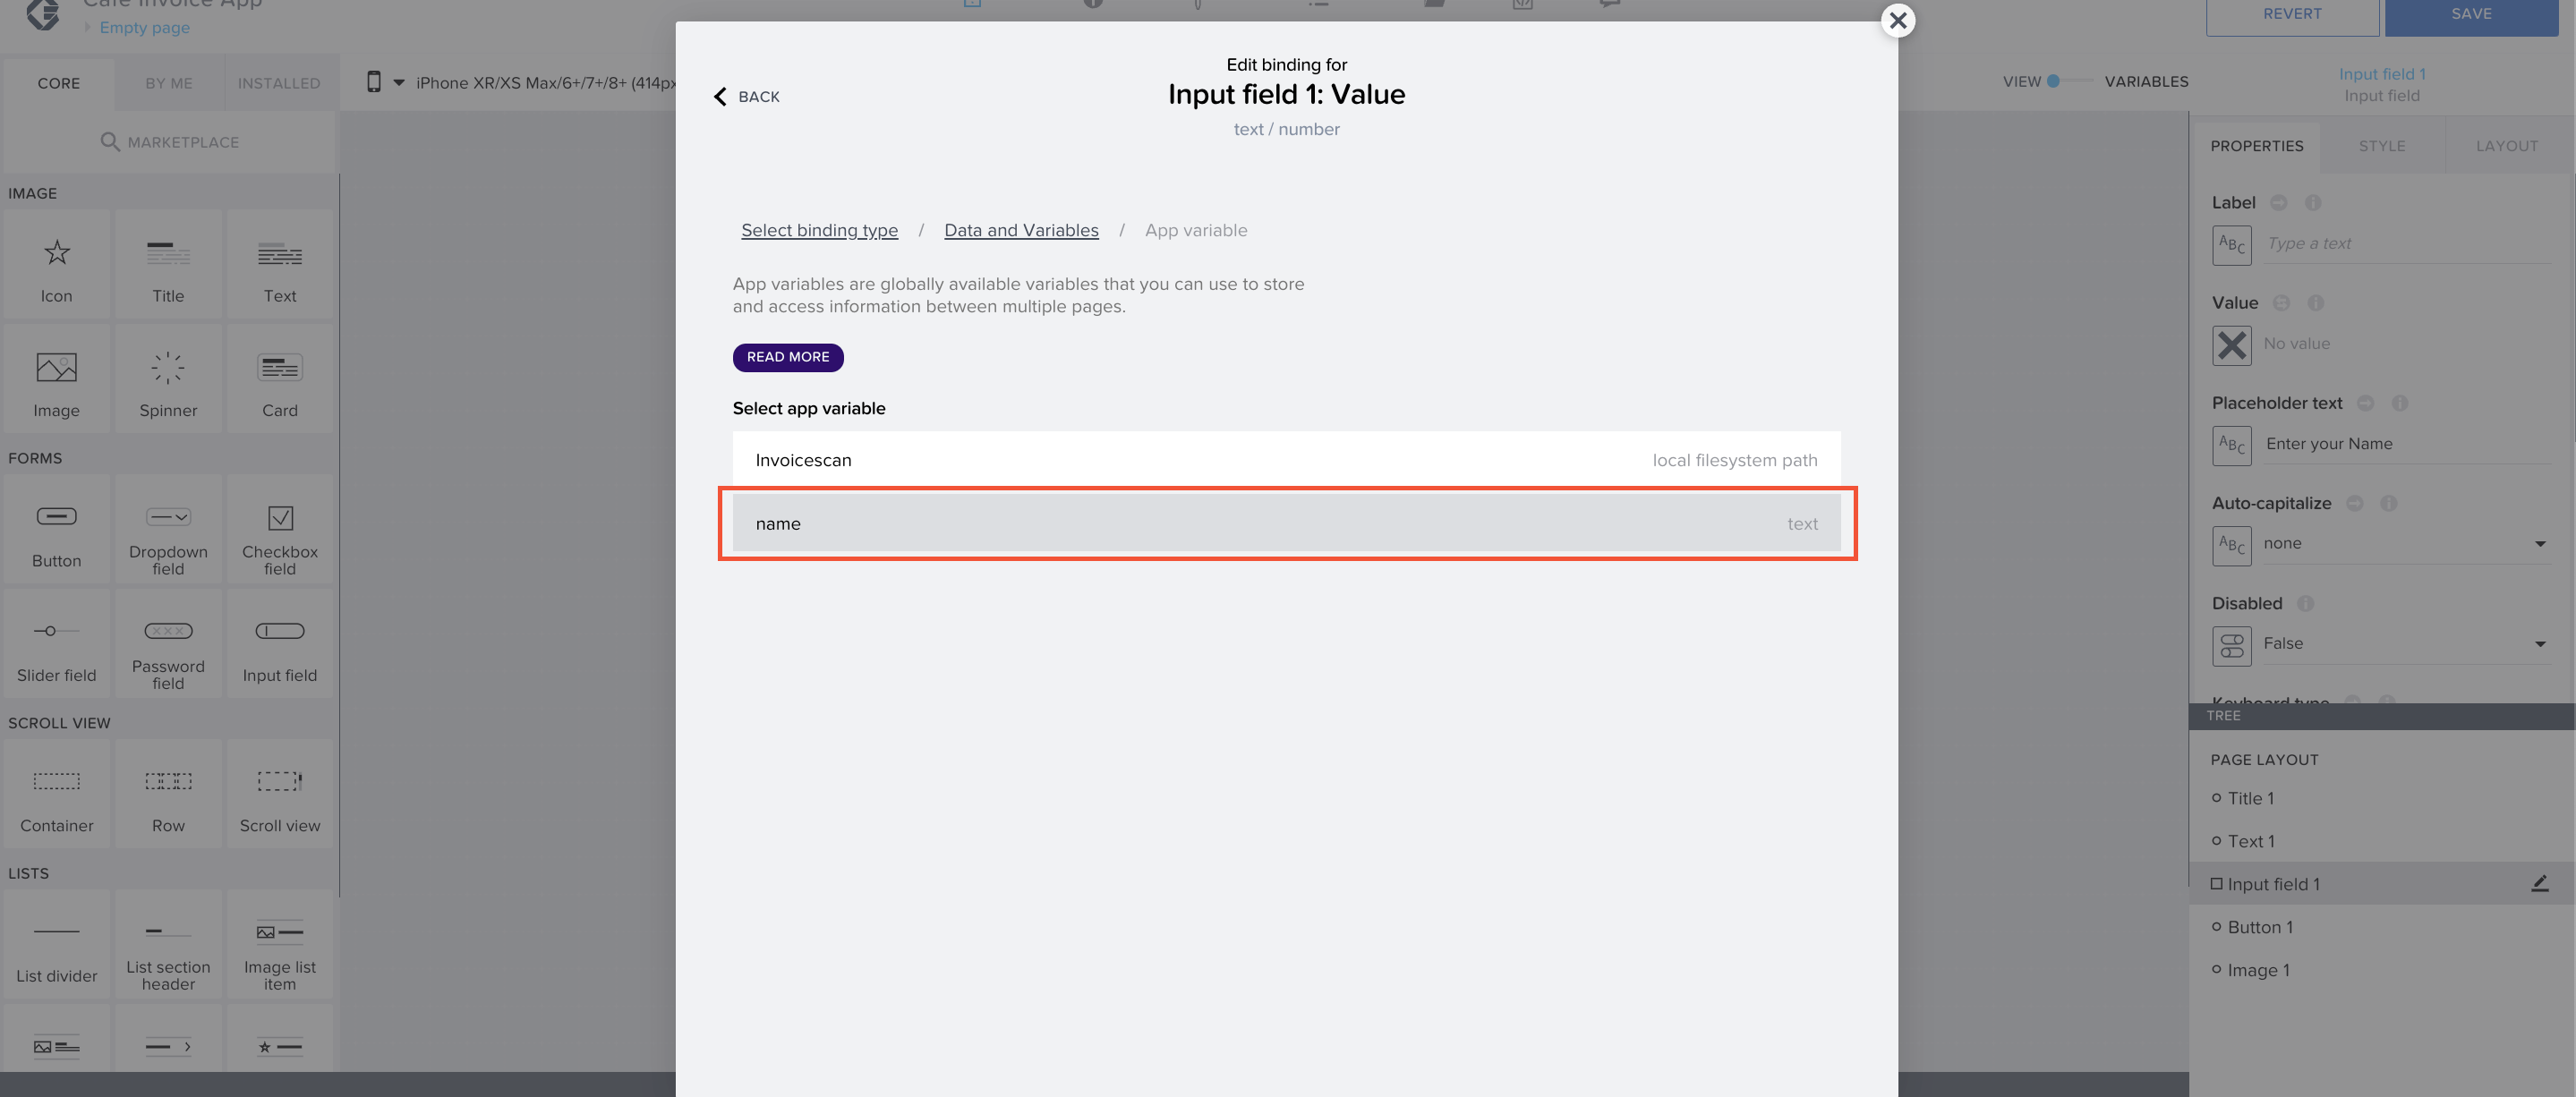 Cafe Invoice App
Empty page
REVERT
SAVE
CORE
BY ME
INSTALLED
iPhone XR/XS Max/6+/7+/8+ (414px
VIEW
VARIABLES
Input field 1
Input field
MARKETPLACE
IMAGE
Icon
Title
Text
Image
Spinner
Card
FORMS
Button
Dropdown
field
Checkbox
field
Slider field
Password
field
Input field
SCROLL VIEW
Container
Row
Scroll view
LISTS
List divider
List section
header
Image list
item
Edit binding for
BACK
Input field 1: Value
text / number
Select binding type / Data and Variables / App variable
App variables are globally available variables that you can use to store
and access information between multiple pages.
READ MORE
Select app variable
Invoicescan
local filesystem path
name
text
PROPERTIES
STYLE
LAYOUT
Label
ABC
Type a text
Value
No value
Placeholder text
ABC
Enter your Name
Auto-capitalize
ABC
none
Disabled
False
Keyboard type
TREE
PAGE LAYOUT
Title 1
Text 1
Input field 1
Button 1
Image 1